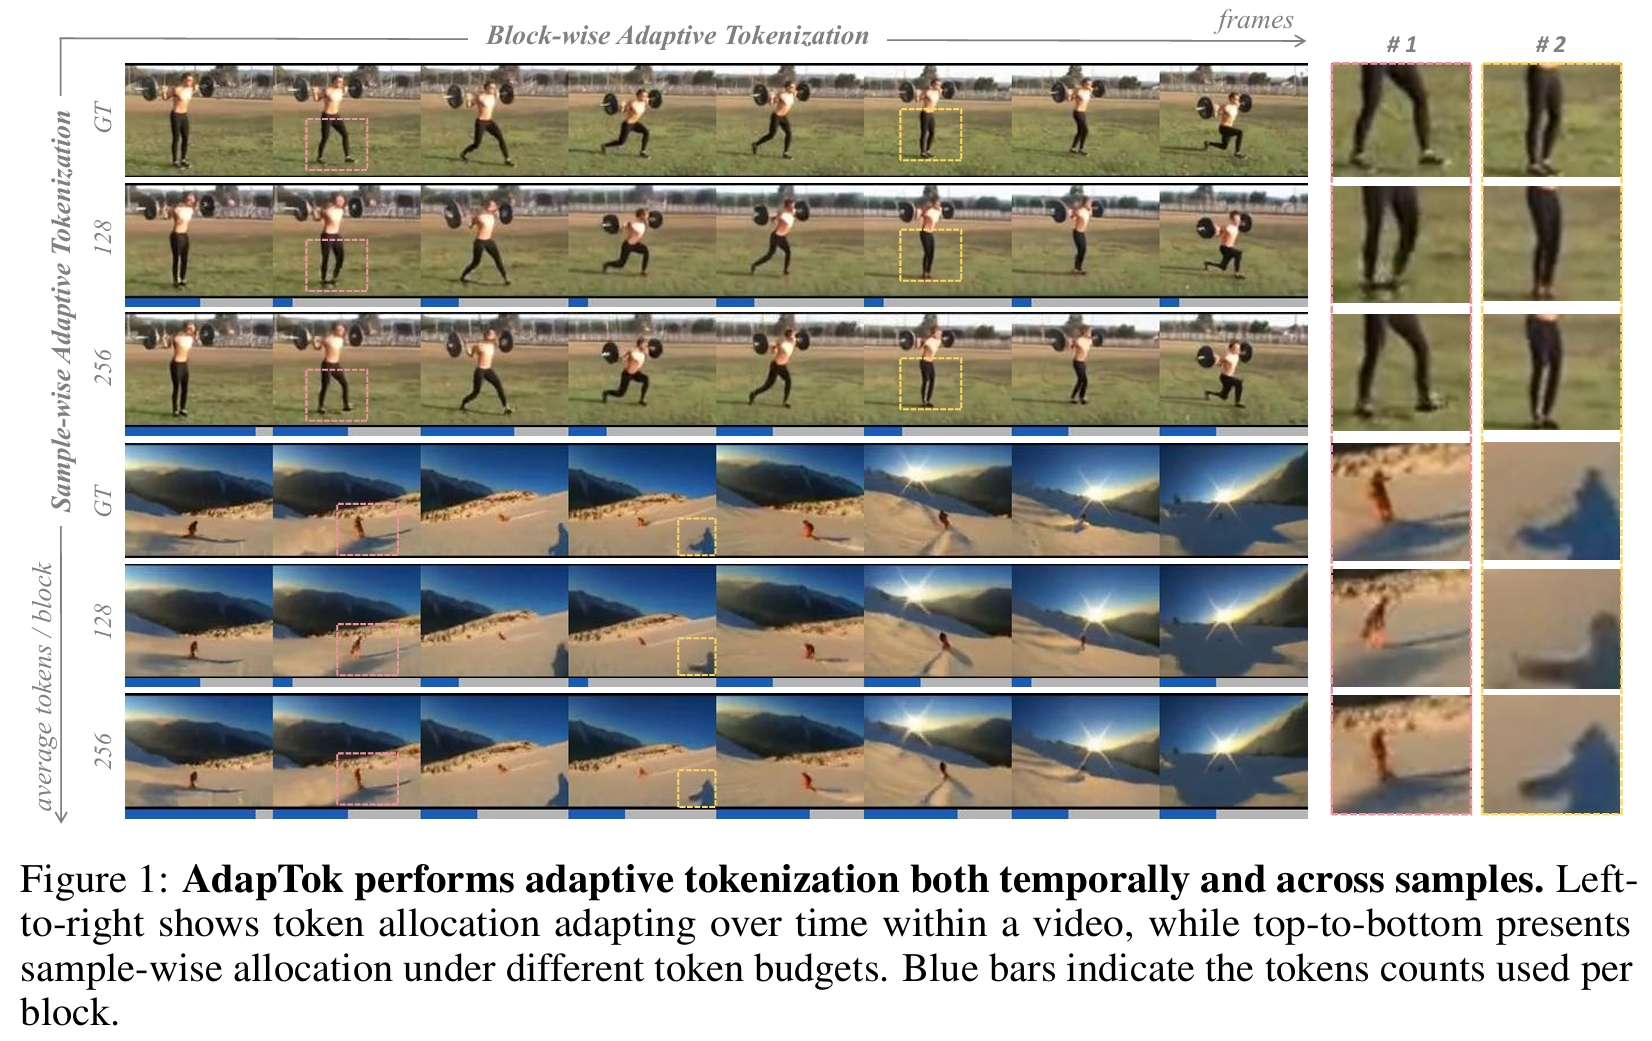 frames
Block-wise Adaptive Tokenization
# 1
# 2
Sample-wise Adaptive Tokenization
average tokens / block
GT
128
256
GT
128
256
Figure 1: AdapTok performs adaptive tokenization both temporally and across samples. Left-
to-right shows token allocation adapting over time within a video, while top-to-bottom presents
sample-wise allocation under different token budgets. Blue bars indicate the tokens counts used per
block.